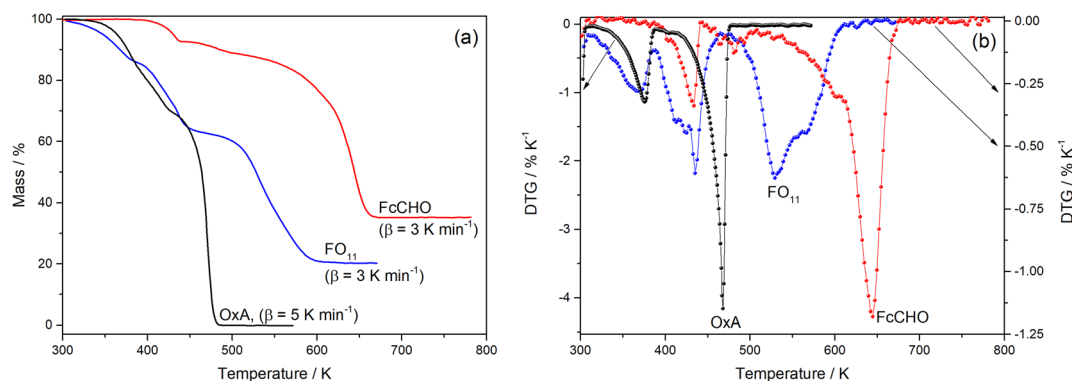 (a)
100
80
60
40
20
0
Mass / %
FcCHO
(β = 3 K min⁻¹)
FO₁₁
(β = 3 K min⁻¹)
OxA, (β = 5 K min⁻¹)
300 400 500 600 700 800
Temperature / K
(b)
0
-1
-2
-3
-4
DTG / % K⁻¹
0.00
-0.25
-0.50
-0.75
-1.00
-1.25
DTG / % K⁻¹
FO₁₁
OxA
FcCHO
300 400 500 600 700 800
Temperature / K